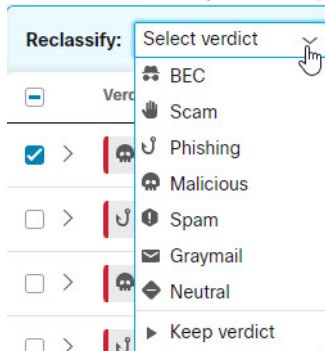 Reclassify: Select verdict
BEC
Verd
Scam
Phishing
Malicious
Spam
Graymail
Neutral
Keep verdict